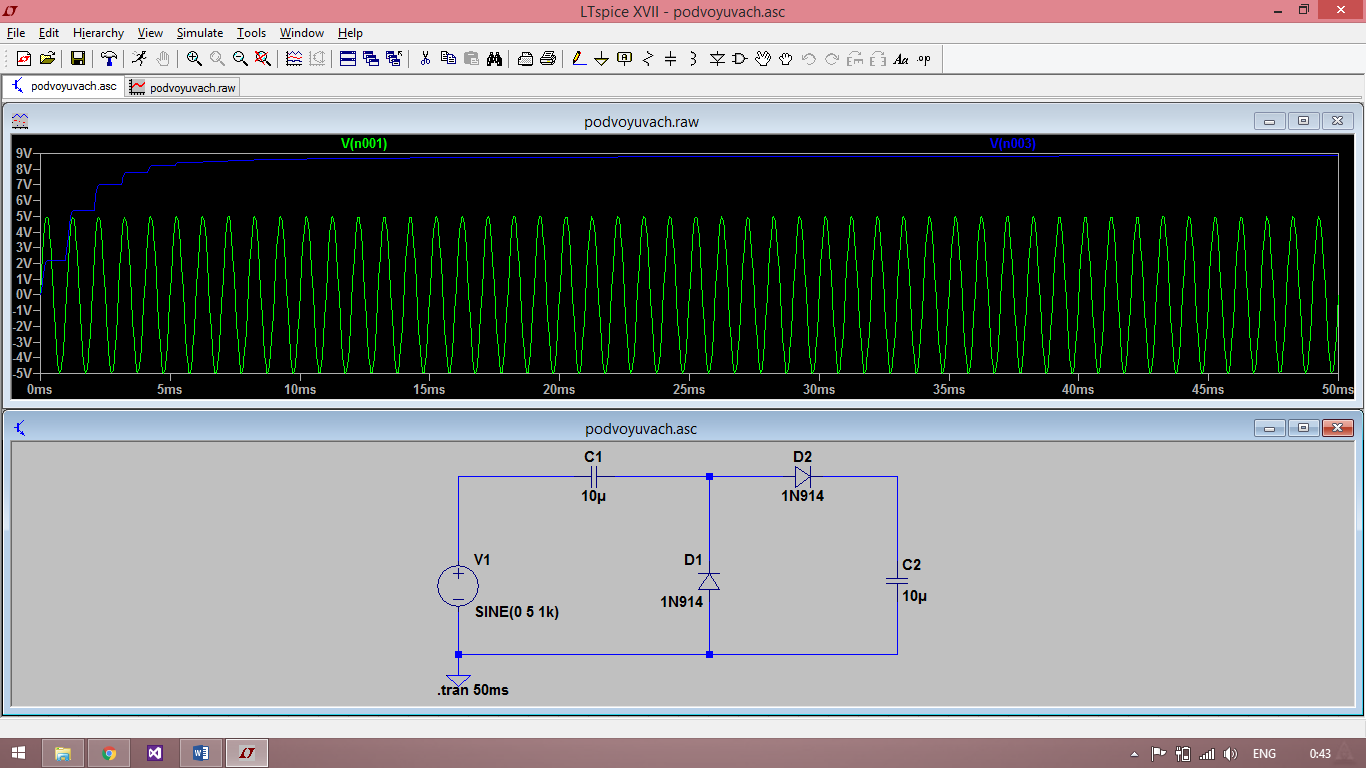 LTspice XVII - podvoyuvach.asc
File Edit Hierarchy View Simulate Tools Window Help
Aa .op
podvoyuvach.asc podvoyuvach.raw
podvoyuvach.raw
V(n001) V(n003)
9V
8V
7V
6V
5V
4V
3V
2V
1V
0V
-1V
-2V
-3V
-4V
-5V
0ms 5ms 10ms 15ms 20ms 25ms 30ms 35ms 40ms 45ms 50ms
podvoyuvach.asc
C1 D2
10µ 1N914
V1 D1 C2
1N914 10µ
SINE(0 5 1k)
.tran 50ms
ENG 0:43